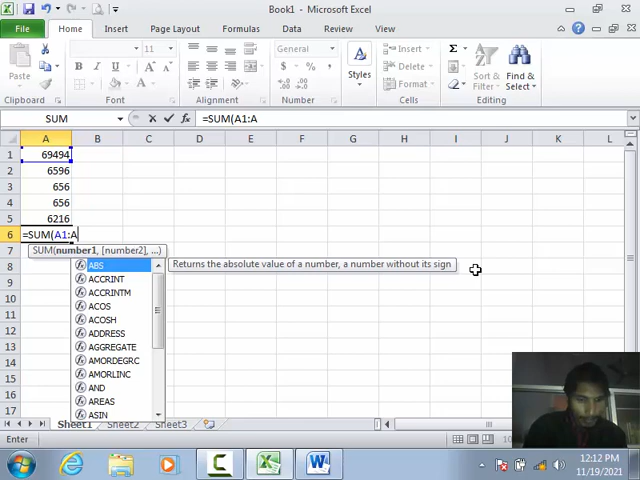 Book1 - Microsoft Excel
File Home Insert Page Layout Formulas Data Review View
Paste
Clipboard
11
B I U
Font
Alignment
General
$ % ,
Number
A
Styles
Insert
Delete
Format
Cells
Σ
Sort & Filter
Find & Select
Editing
SUM
fx =SUM(A1:A
A B C D E F G H I J K L
1 69494
2 6596
3 656
4 656
5 6216
6 =SUM(A1:A
7 SUM(number1, [number2], ...)
8 ABS Returns the absolute value of a number, a number without its sign
9 ACCRINT
ACCRINTM
10 ACOS
11 ACOSH
12 ADDRESS
13 AGGREGATE
14 AMORDEGRC
AMORLINC
15 AND
16 AREAS
17 ASIN
Sheet1 Sheet2 Sheet3
Enter
12:12 PM
11/19/2021